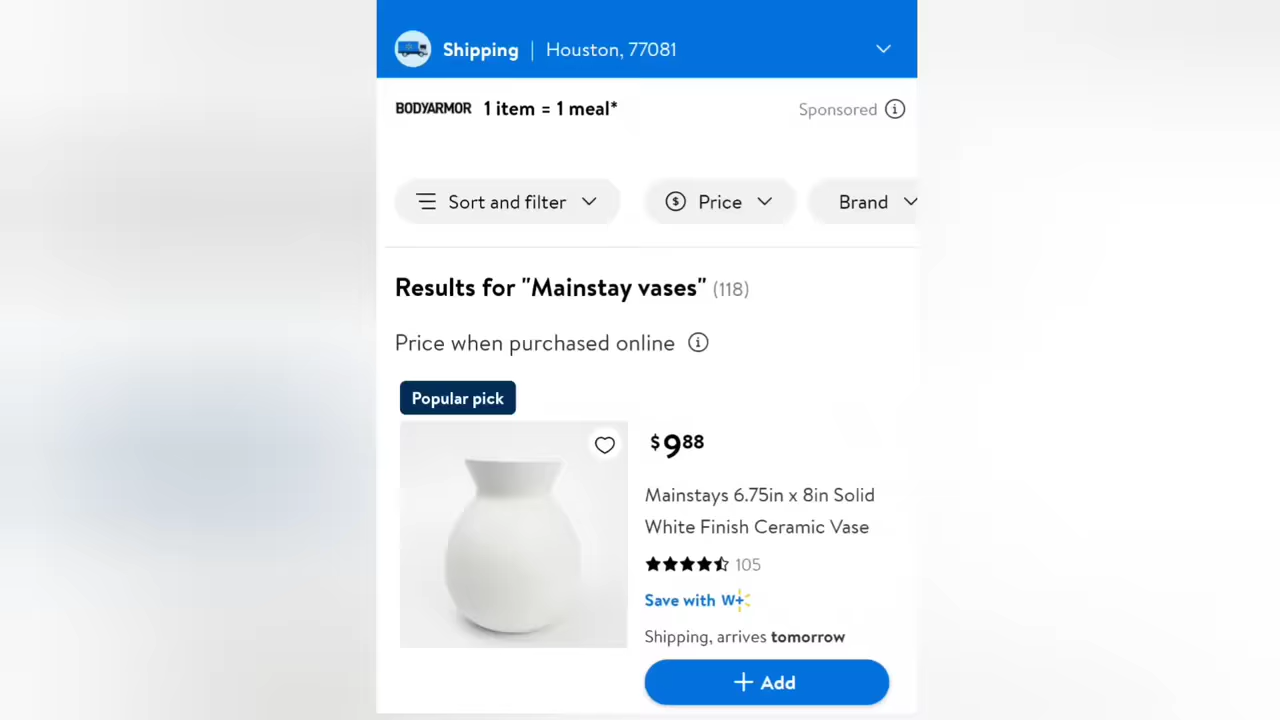 Shipping | Houston, 77081
BODYARMOR 1 item = 1 meal* Sponsored
Sort and filter Price Brand
Results for "Mainstay vases" (118)
Price when purchased online
Popular pick
$9.88
Mainstays 6.75in x 8in Solid
White Finish Ceramic Vase
105
Save with W+
Shipping, arrives tomorrow
+ Add